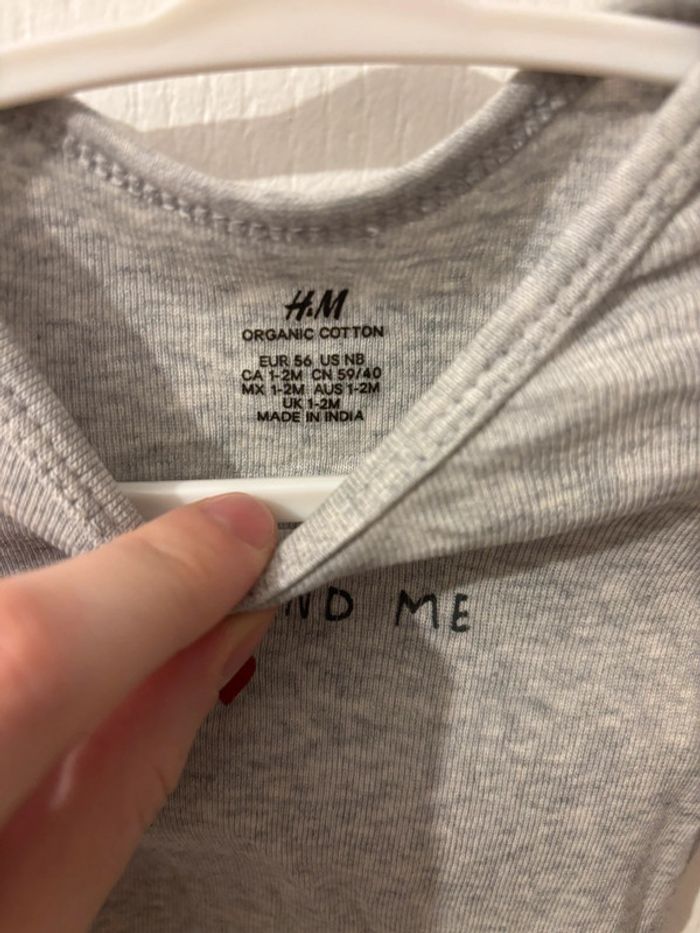 H&M
ORGANIC COTTON
EUR 56 US NB
CA 1-2M CN 59/40
MX 1-2M AUS 1-2M
UK 1-2M
MADE IN INDIA
ND ME